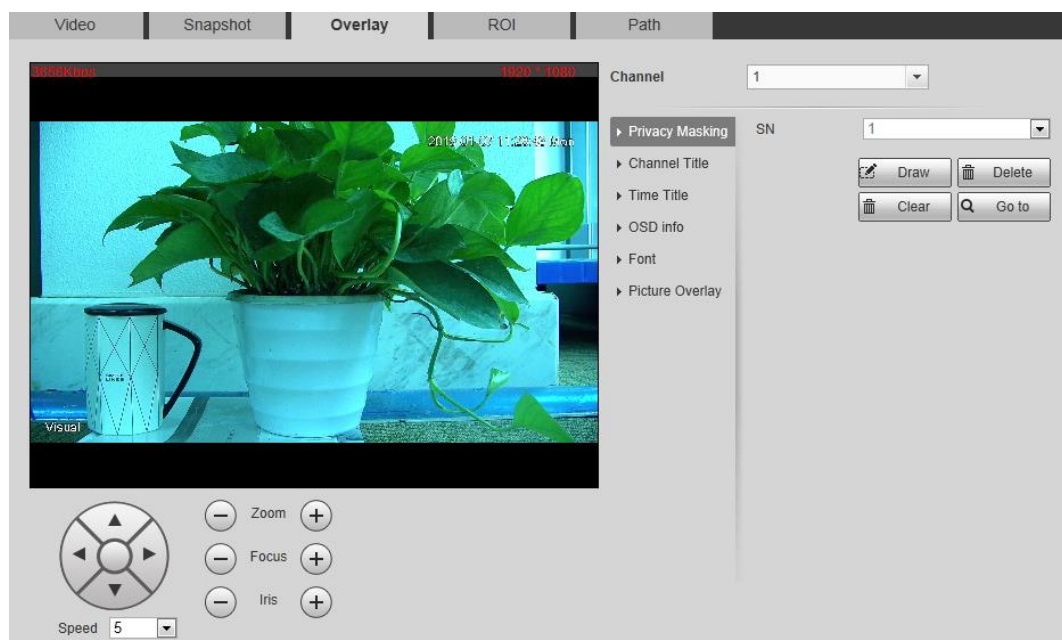 Video Snapshot Overlay ROI Path
3656Kbps 1920 * 1080
Channel 1
Privacy Masking SN 1
Channel Title
Time Title
OSD info
Font
Picture Overlay
Draw Delete
Clear Go to
Visual
Zoom
Focus
Iris
Speed 5